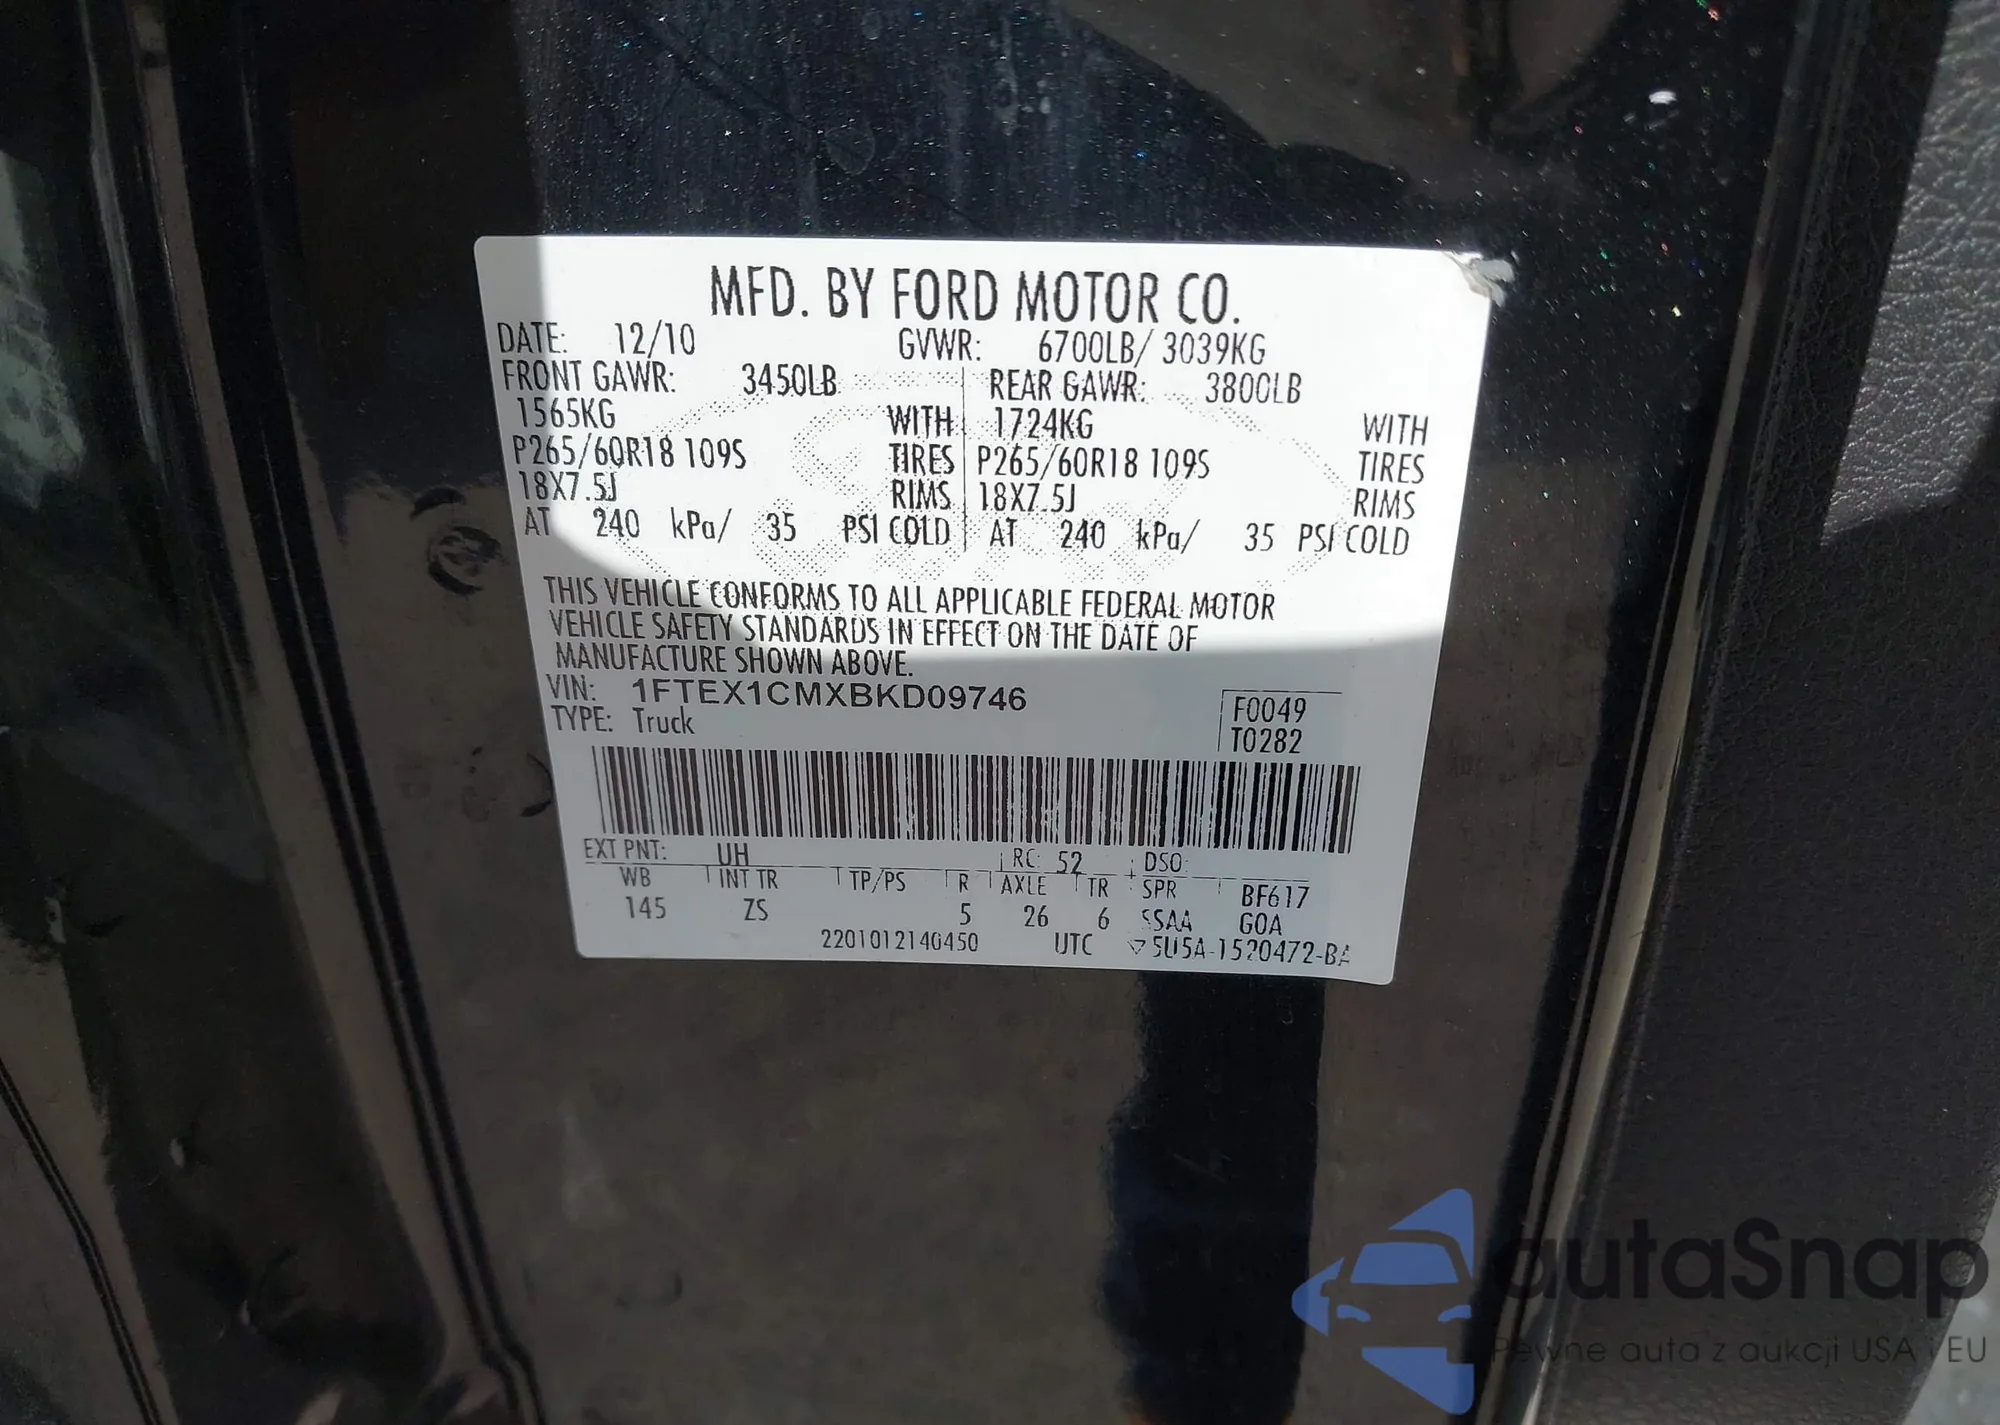 MFD. BY FORD MOTOR CO.
DATE: 12/10 GVWR: 6700LB/ 3039KG
FRONT GAWR: 3450LB REAR GAWR: 3800LB
1565KG WITH 1724KG WITH
P265/60R18 109S TIRES P265/60R18 109S TIRES
18X7.5J RIMS 18X7.5J RIMS
AT 240 kPa/ 35 PSI COLD AT 240 kPa/ 35 PSI COLD
THIS VEHICLE CONFORMS TO ALL APPLICABLE FEDERAL MOTOR
VEHICLE SAFETY STANDARDS IN EFFECT ON THE DATE OF
MANUFACTURE SHOWN ABOVE.
VIN: 1FTEX1CMXBKD09746 F0049
TYPE: Truck T0282
EXT PNT: UH RC: 52 DSO:
WB INT TR TP/PS R AXLE TR SPR BF617
145 ZS 5 26 6 SSAA GOA
2201012140450 UTC ▽5U5A-1520472-BA
autaSnap
Pewne auta z aukcji USA i EU